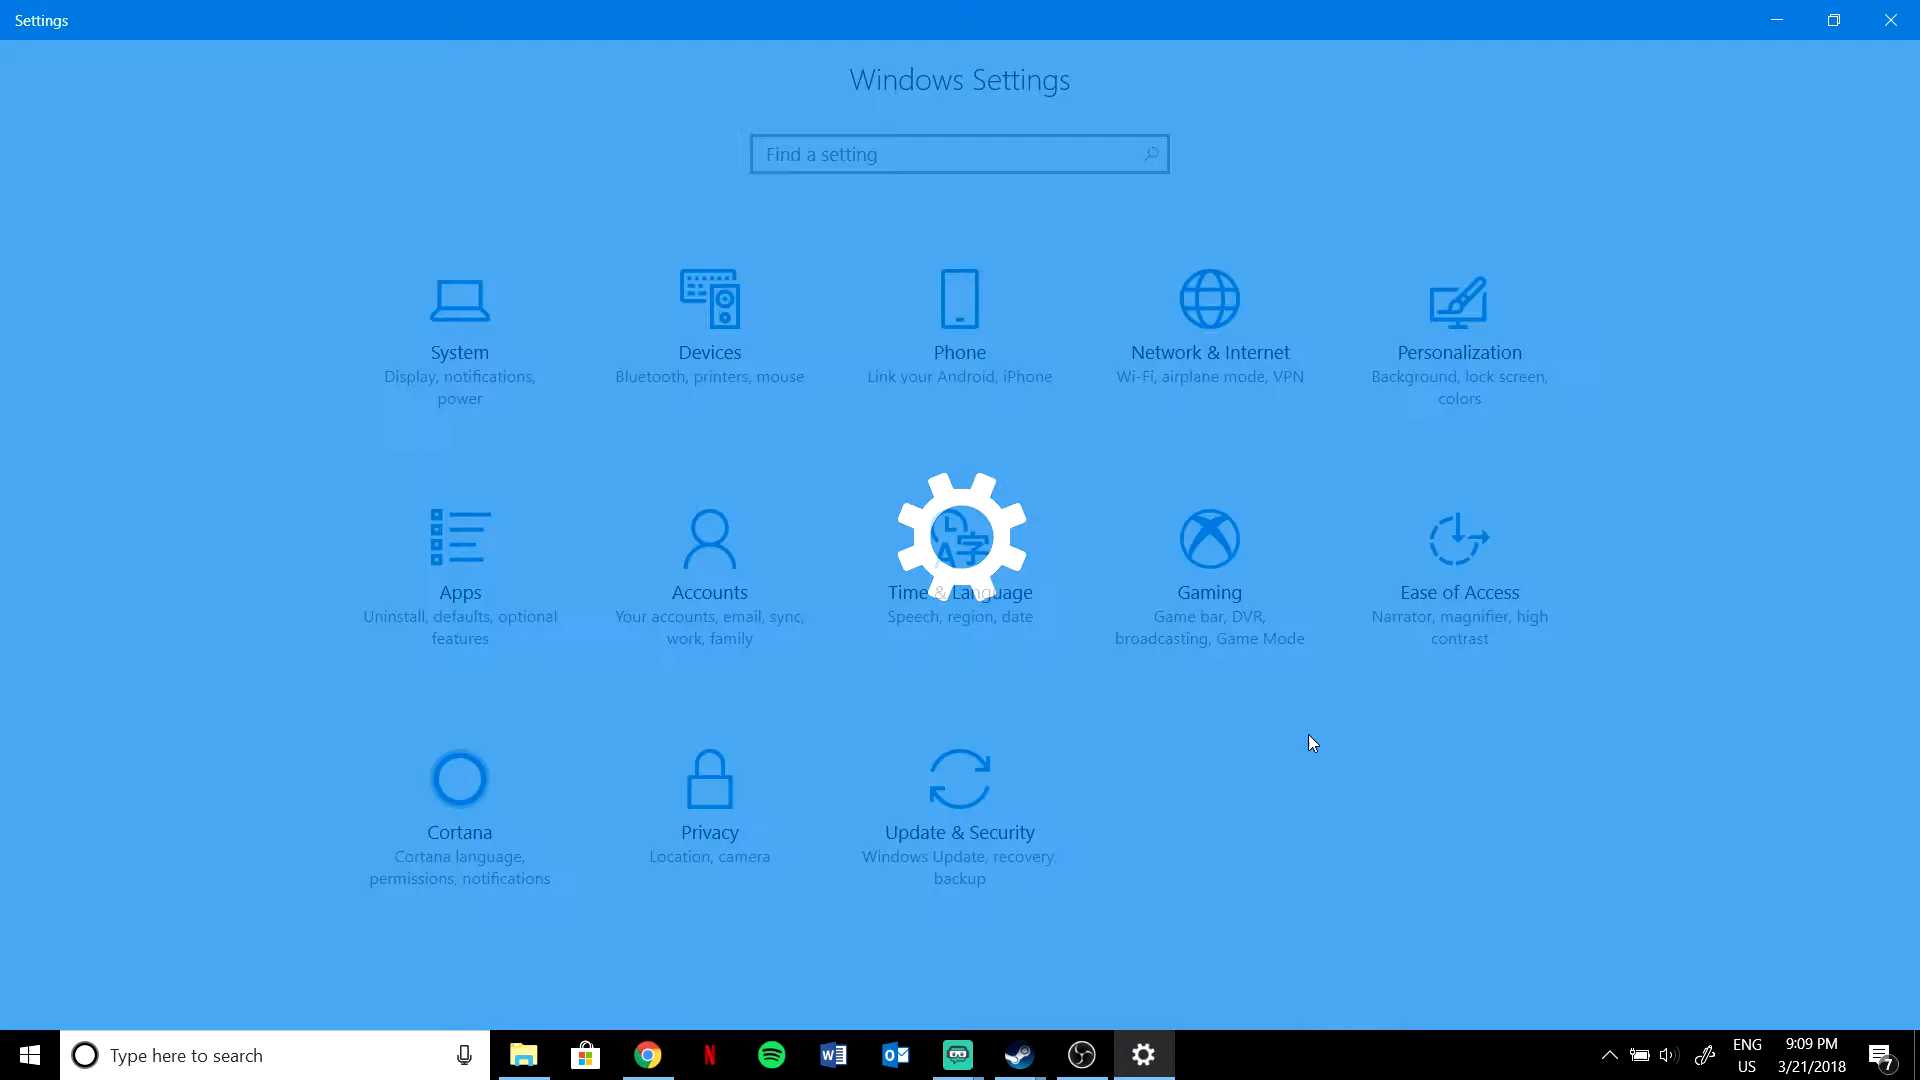 Settings
Windows Settings
Find a setting
System
Display, notifications,
power
Devices
Bluetooth, printers, mouse
Phone
Link your Android, iPhone
Network & Internet
Wi-Fi, airplane mode, VPN
Personalization
Background, lock screen,
colors
Apps
Uninstall, defaults, optional
features
Accounts
Your accounts, email, sync,
work, family
Time & Language
Speech, region, date
Gaming
Game bar, DVR,
broadcasting, Game Mode
Ease of Access
Narrator, magnifier, high
contrast
Cortana
Cortana language,
permissions, notifications
Privacy
Location, camera
Update & Security
Windows Update, recovery,
backup
Type here to search
ENG
US
9:09 PM
3/21/2018
7